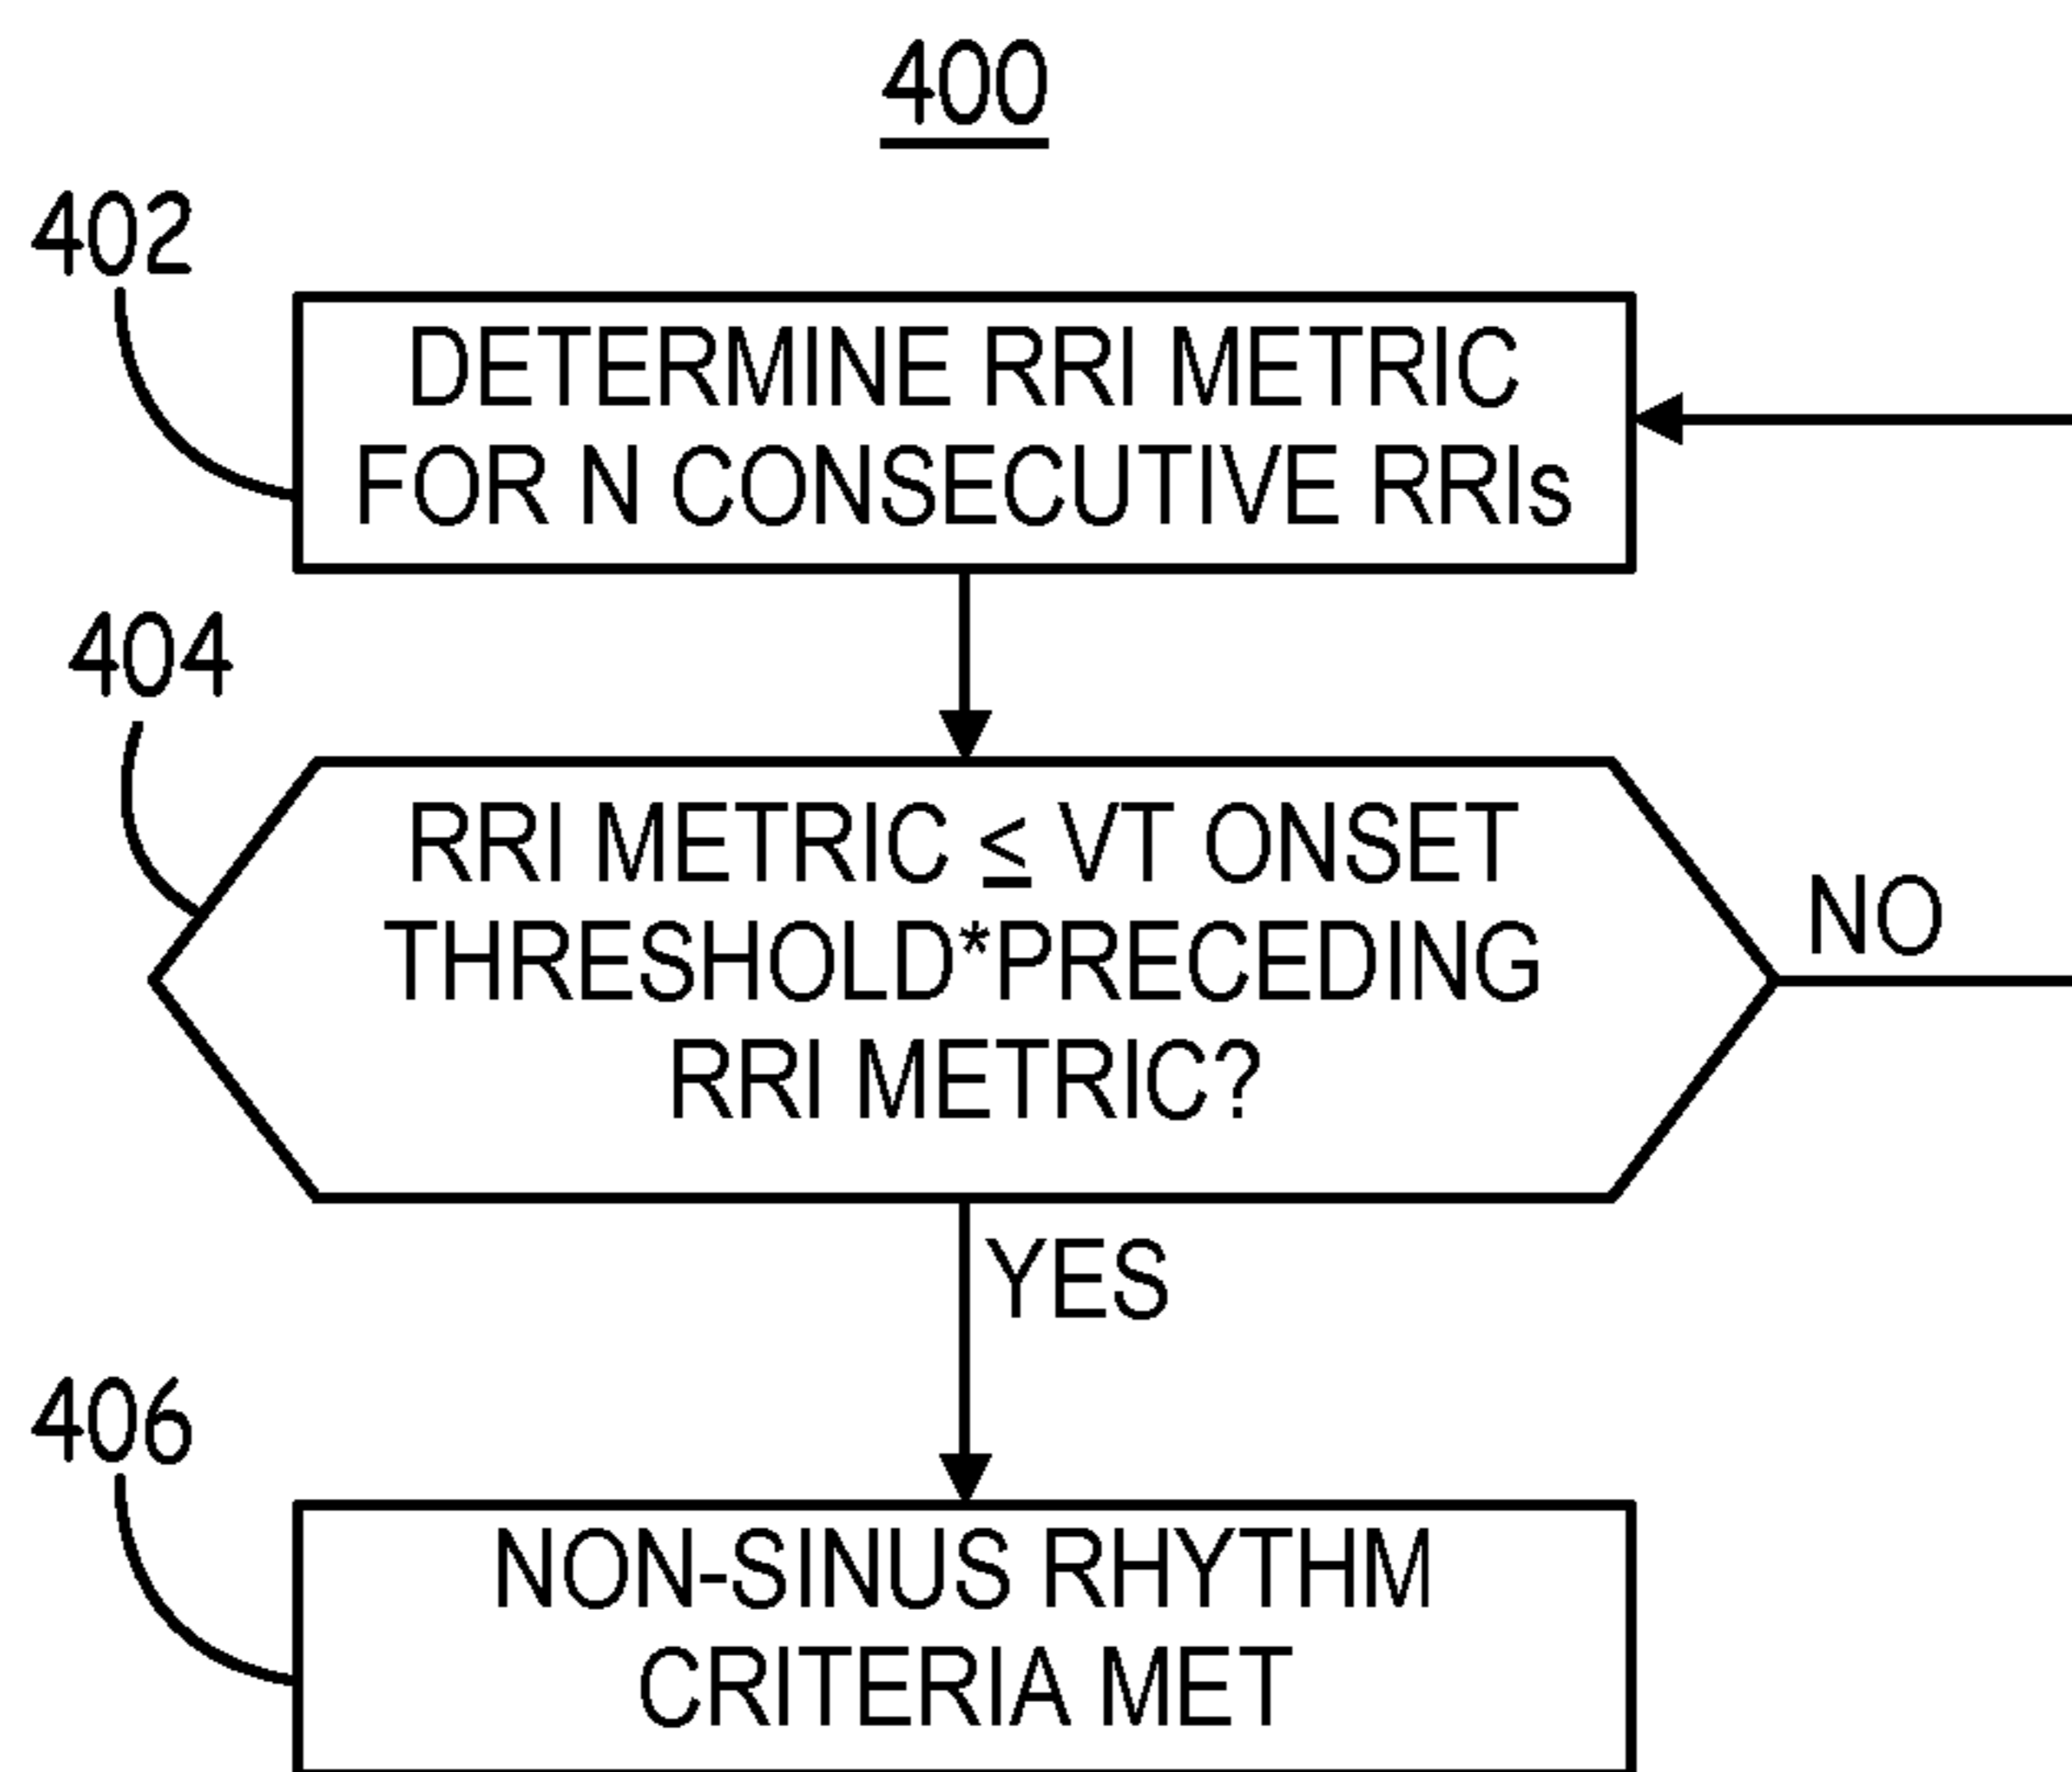 400
402
DETERMINE RRI METRIC
FOR N CONSECUTIVE RRIs
404
RRI METRIC ≤ VT ONSET
THRESHOLD*PRECEDING
RRI METRIC?
NO
YES
406
NON-SINUS RHYTHM
CRITERIA MET